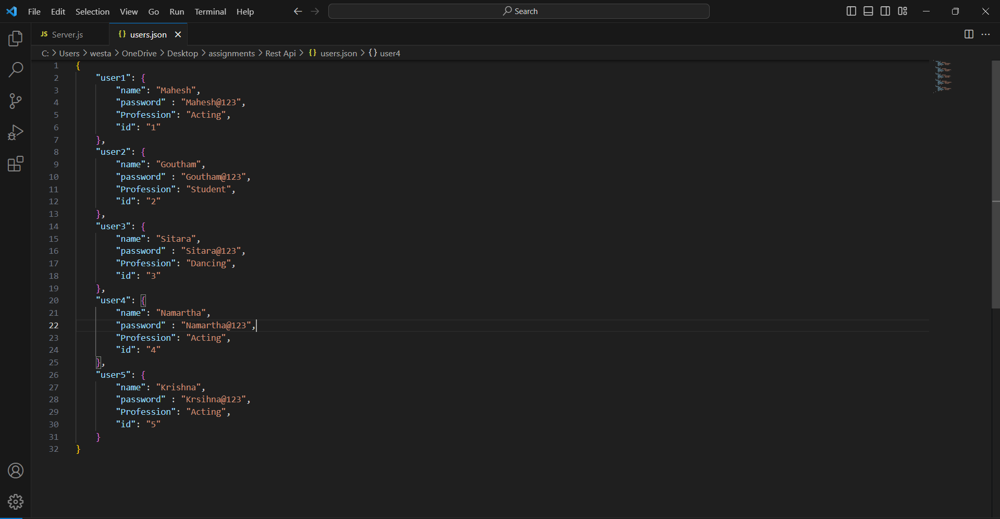 File Edit Selection View Go Run Terminal Help Search
JS Server.js {} users.json
C: > Users > westa > OneDrive > Desktop > assignments > Rest Api > {} users.json > {} user4
1 {
2 "user1": {
3 "name": "Mahesh",
4 "password" : "Mahesh@123",
5 "Profession": "Acting",
6 "id": "1"
7 },
8 "user2": {
9 "name": "Goutham",
10 "password" : "Goutham@123",
11 "Profession": "Student",
12 "id": "2"
13 },
14 "user3": {
15 "name": "Sitara",
16 "password" : "Sitara@123",
17 "Profession": "Dancing",
18 "id": "3"
19 },
20 "user4": {
21 "name": "Namartha",
22 "password" : "Namartha@123",
23 "Profession": "Acting",
24 "id": "4"
25 },
26 "user5": {
27 "name": "Krishna",
28 "password" : "Krsihna@123",
29 "Profession": "Acting",
30 "id": "5"
31 }
32 }